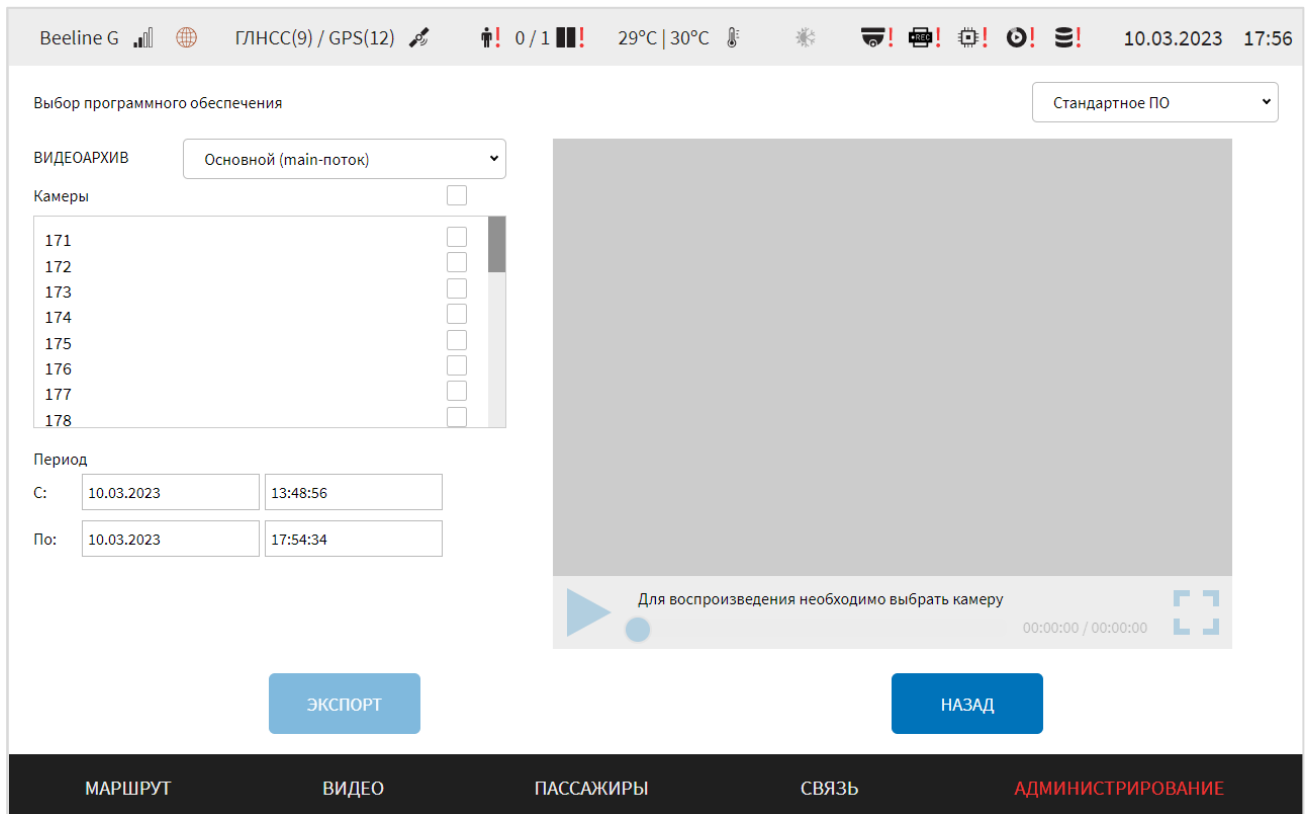 Beeline G ГЛНСС(9) / GPS(12) ! 0 / 1 ! 29°C | 30°C ! REC ! ! ! ! 10.03.2023 17:56
Выбор программного обеспечения Стандартное ПО
ВИДЕОАРХИВ Основной (main-поток)
Камеры
171
172
173
174
175
176
177
178
Период
С: 10.03.2023 13:48:56
По: 10.03.2023 17:54:34
Для воспроизведения необходимо выбрать камеру
00:00:00 / 00:00:00
ЭКСПОРТ НАЗАД
МАРШРУТ ВИДЕО ПАССАЖИРЫ СВЯЗЬ АДМИНИСТРИРОВАНИЕ